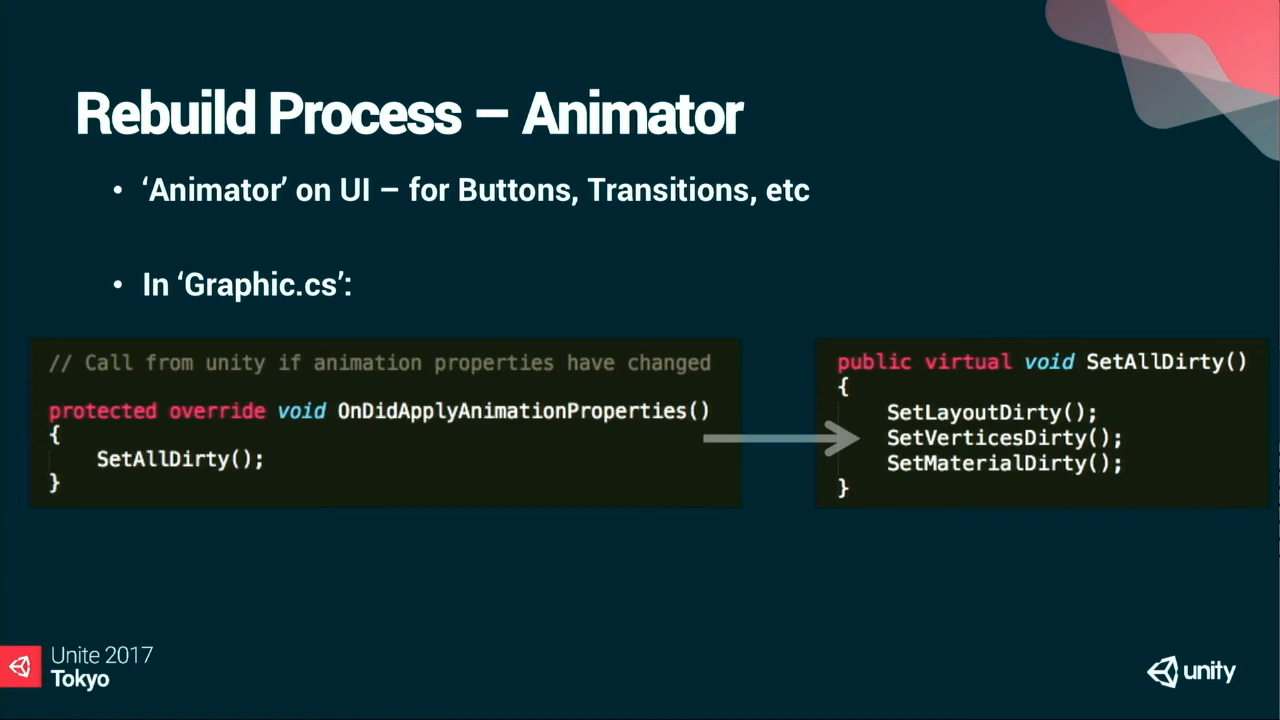 Rebuild Process – Animator
• ‘Animator’ on UI – for Buttons, Transitions, etc
• In ‘Graphic.cs’:
// Call from unity if animation properties have changed
protected override void OnDidApplyAnimationProperties()
{
SetAllDirty();
}
public virtual void SetAllDirty()
{
SetLayoutDirty();
SetVerticesDirty();
SetMaterialDirty();
}
Unite 2017
Tokyo
unity